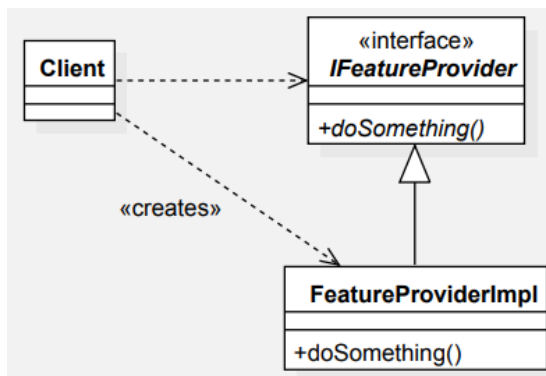 «interface»
Client
IFeatureProvider
+doSomething()
«creates»
FeatureProviderImpl
+doSomething()